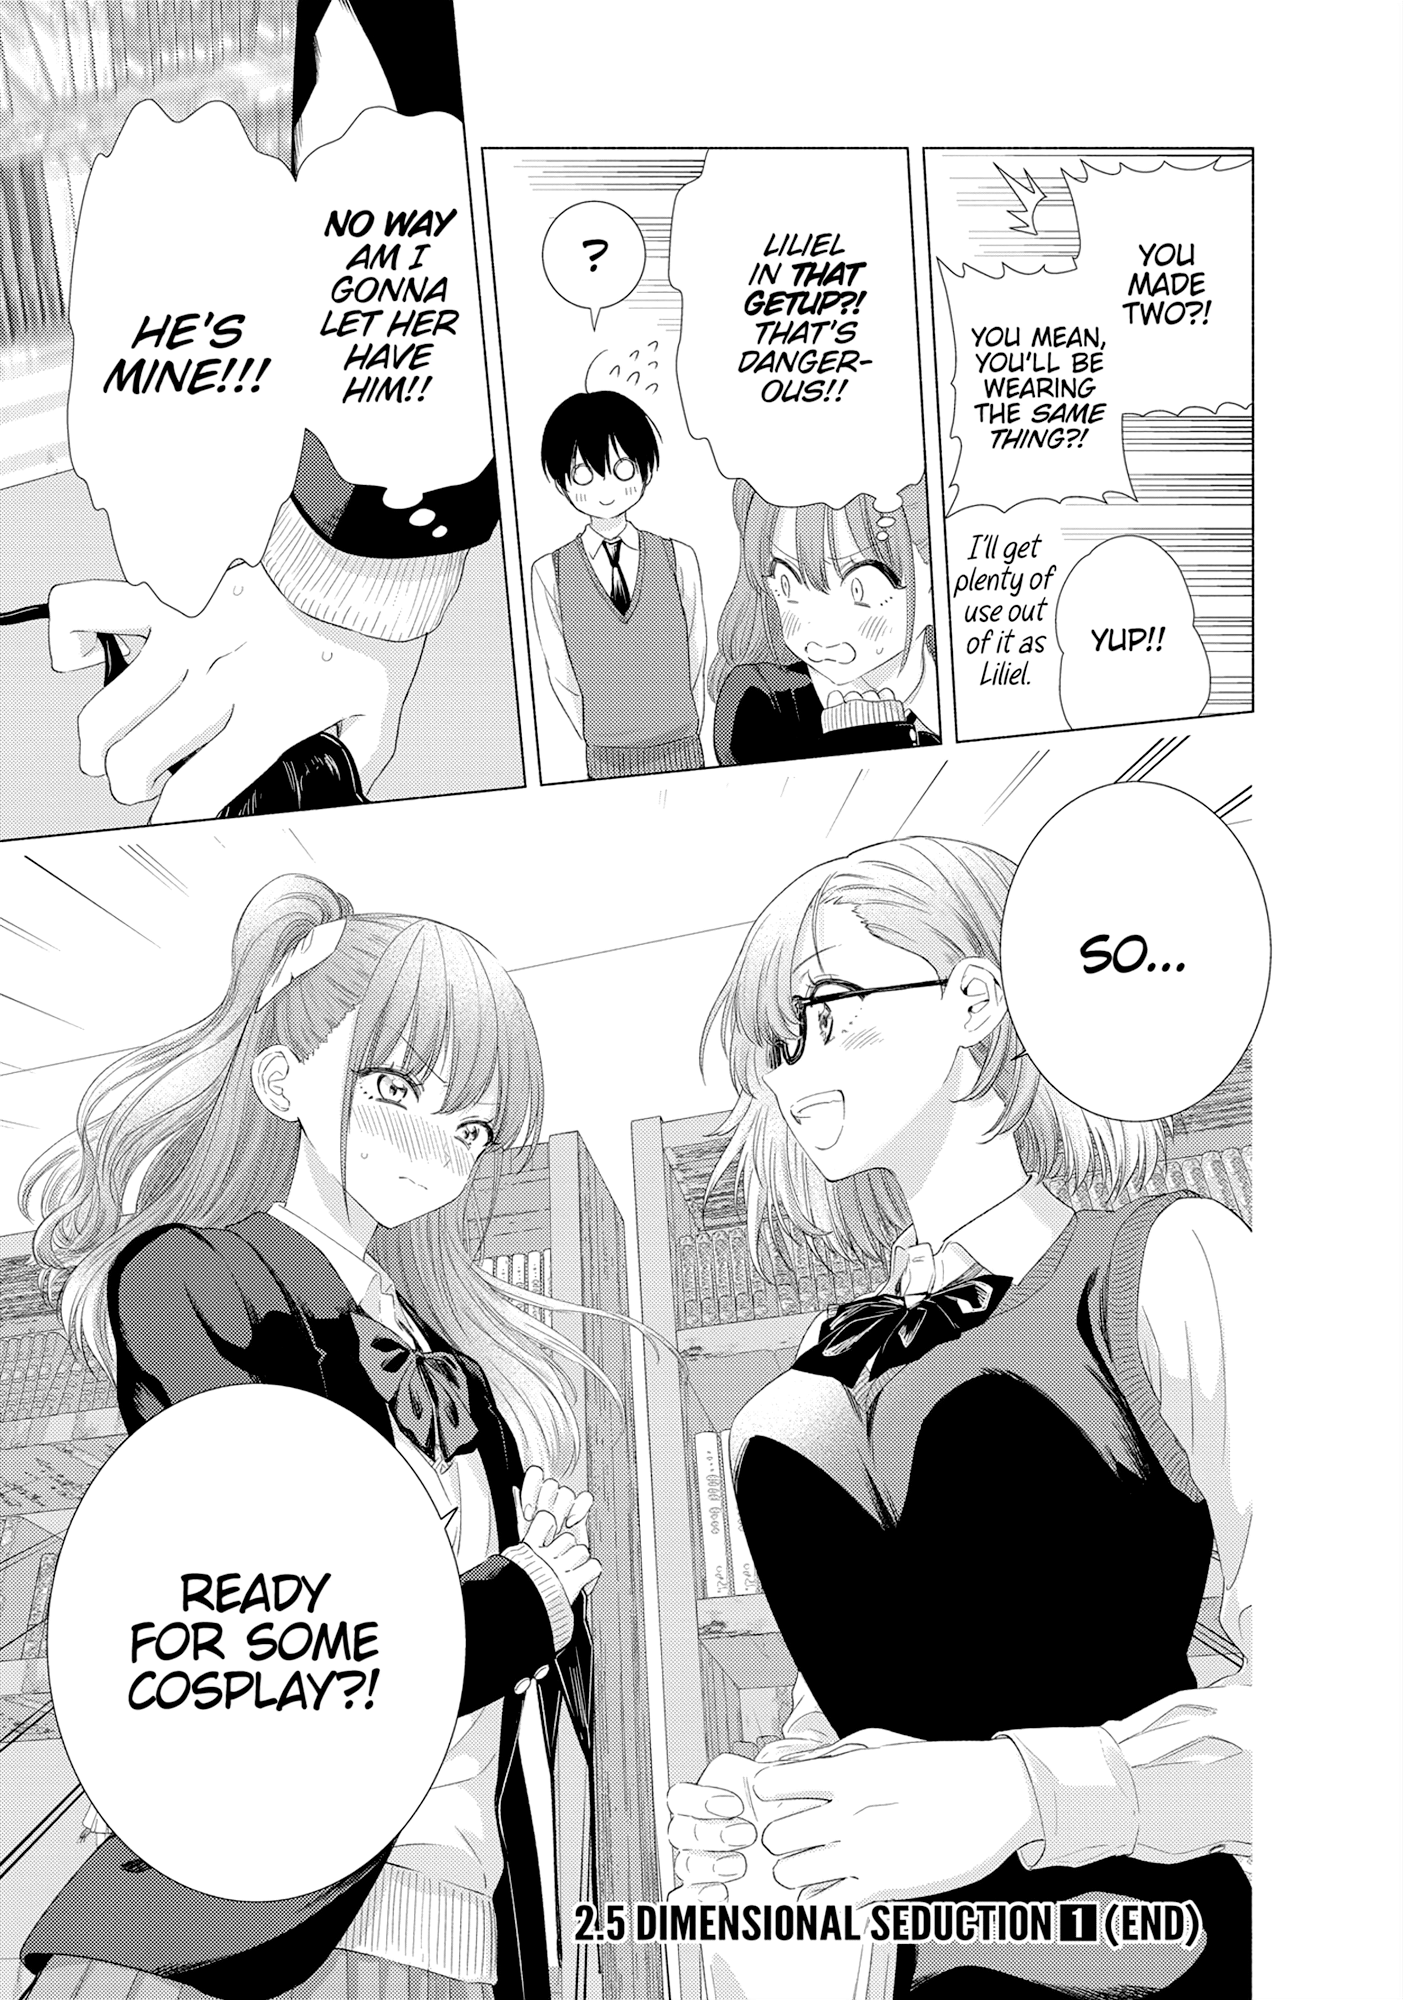 YOU
MADE
TWO?!
YOU MEAN,
YOU'LL BE
WEARING
THE SAME
THING?!
YUP!!
I'll get
plenty of
use out
of it as
Liliel.
LILIEL
IN THAT
GETUP?!
THAT'S
DANGER-
OUS!!
?
NO WAY
AM I
GONNA
LET HER
HAVE
HIM!!
HE'S
MINE!!!
SO...
READY
FOR SOME
COSPLAY?!
2.5 DIMENSIONAL SEDUCTION 1 (END)